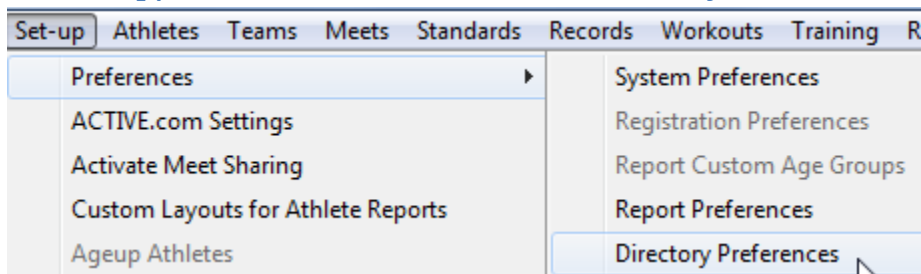 Set-up Athletes Teams Meets Standards Records Workouts Training R
Preferences
System Preferences
ACTIVE.com Settings
Registration Preferences
Activate Meet Sharing
Report Custom Age Groups
Custom Layouts for Athlete Reports
Report Preferences
Ageup Athletes
Directory Preferences